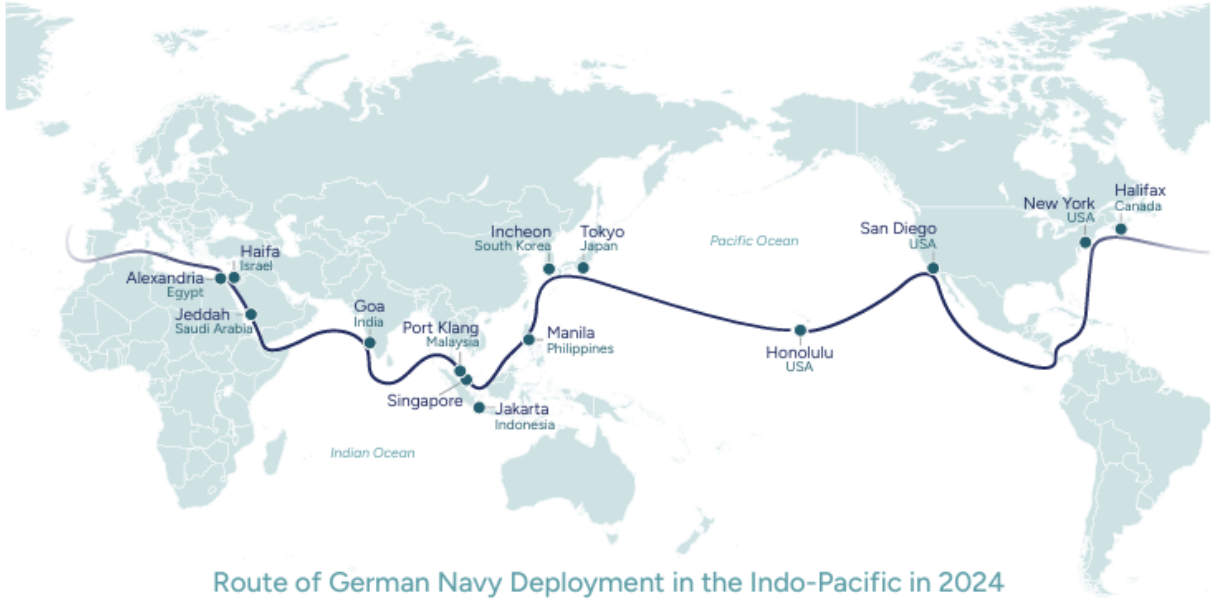 Halifax
Canada
New York
USA
San Diego
USA
Incheon
South Korea
Tokyo
Japan
Pacific Ocean
Haifa
Israel
Alexandria
Egypt
Jeddah
Saudi Arabia
Goa
India
Port Klang
Malaysia
Manila
Philippines
Honolulu
USA
Singapore
Jakarta
Indonesia
Indian Ocean
Route of German Navy Deployment in the Indo-Pacific in 2024